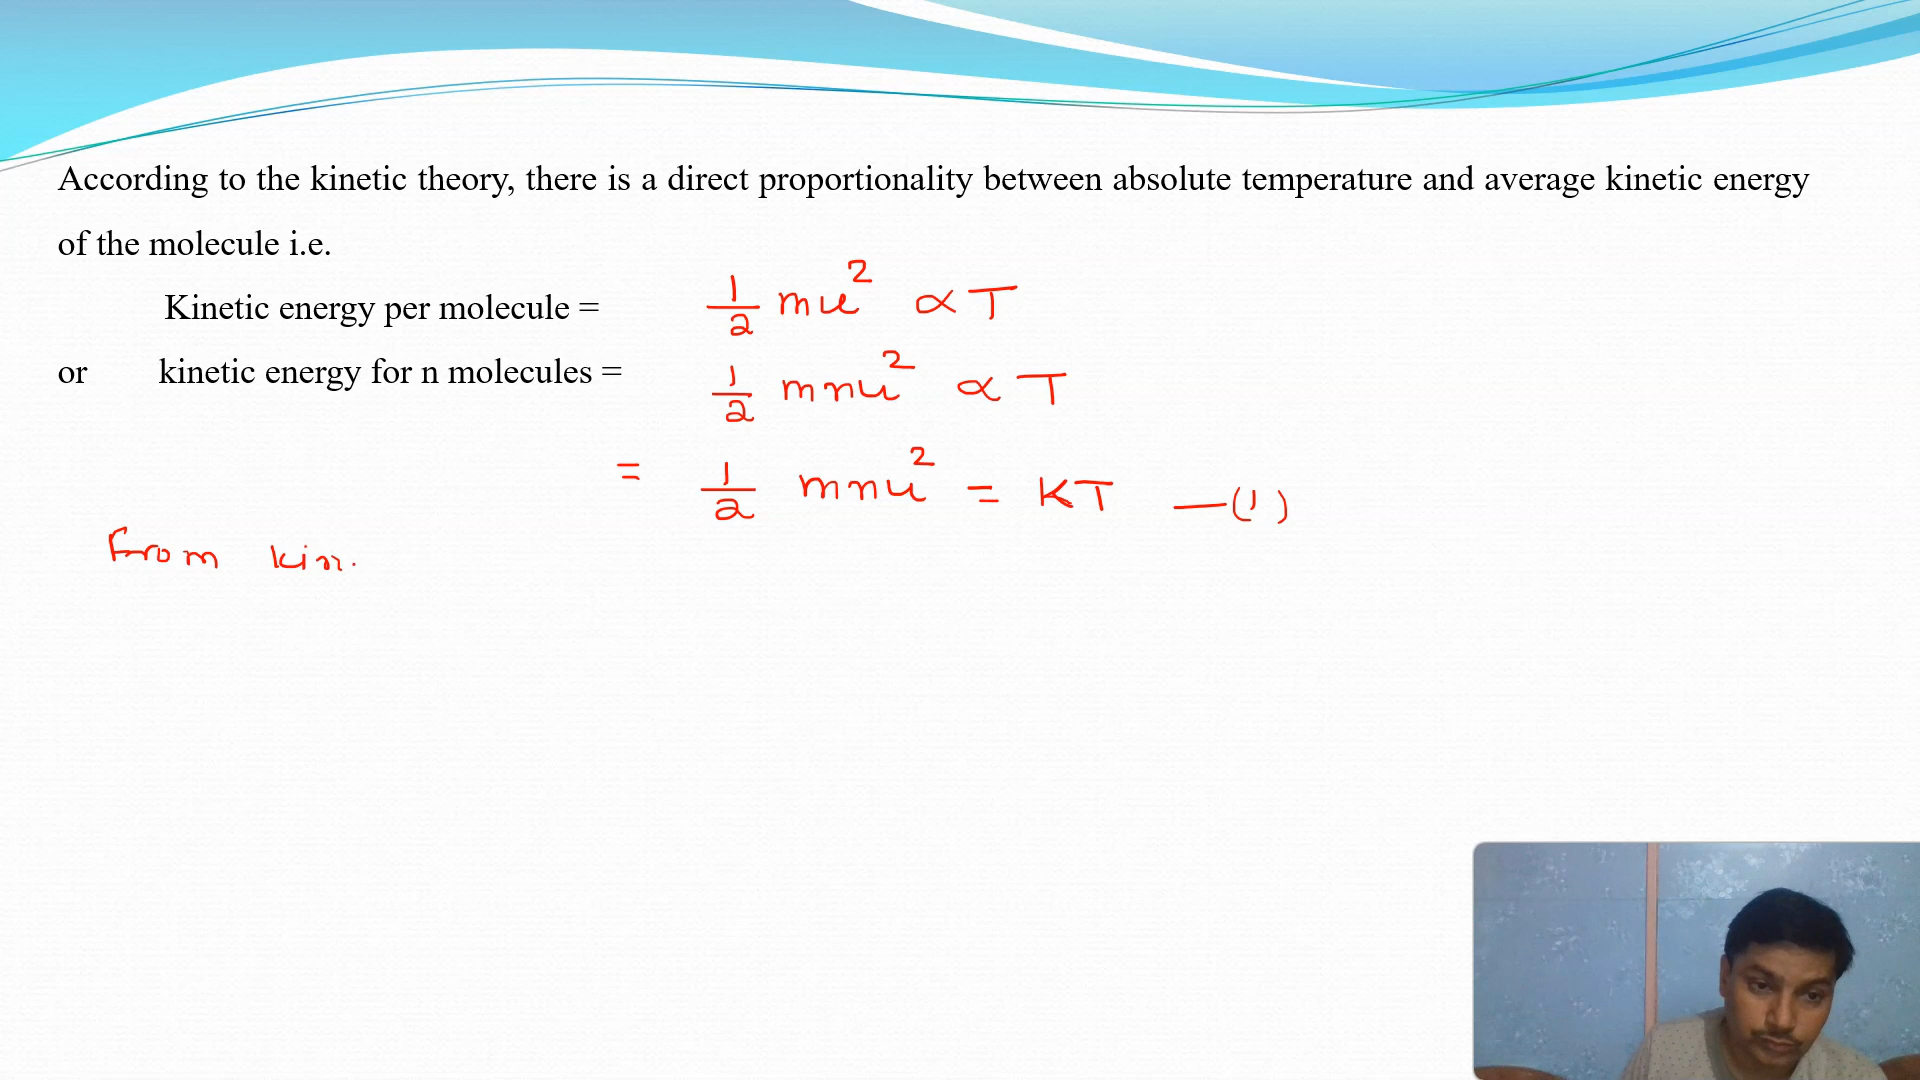 According to the kinetic theory, there is a direct proportionality between absolute temperature and average kinetic energy
of the molecule i.e.
Kinetic energy per molecule = 1/2 mu² ∝ T
or kinetic energy for n molecules = 1/2 mnu² ∝ T
= 1/2 mnu² = KT —(1)
From kin.